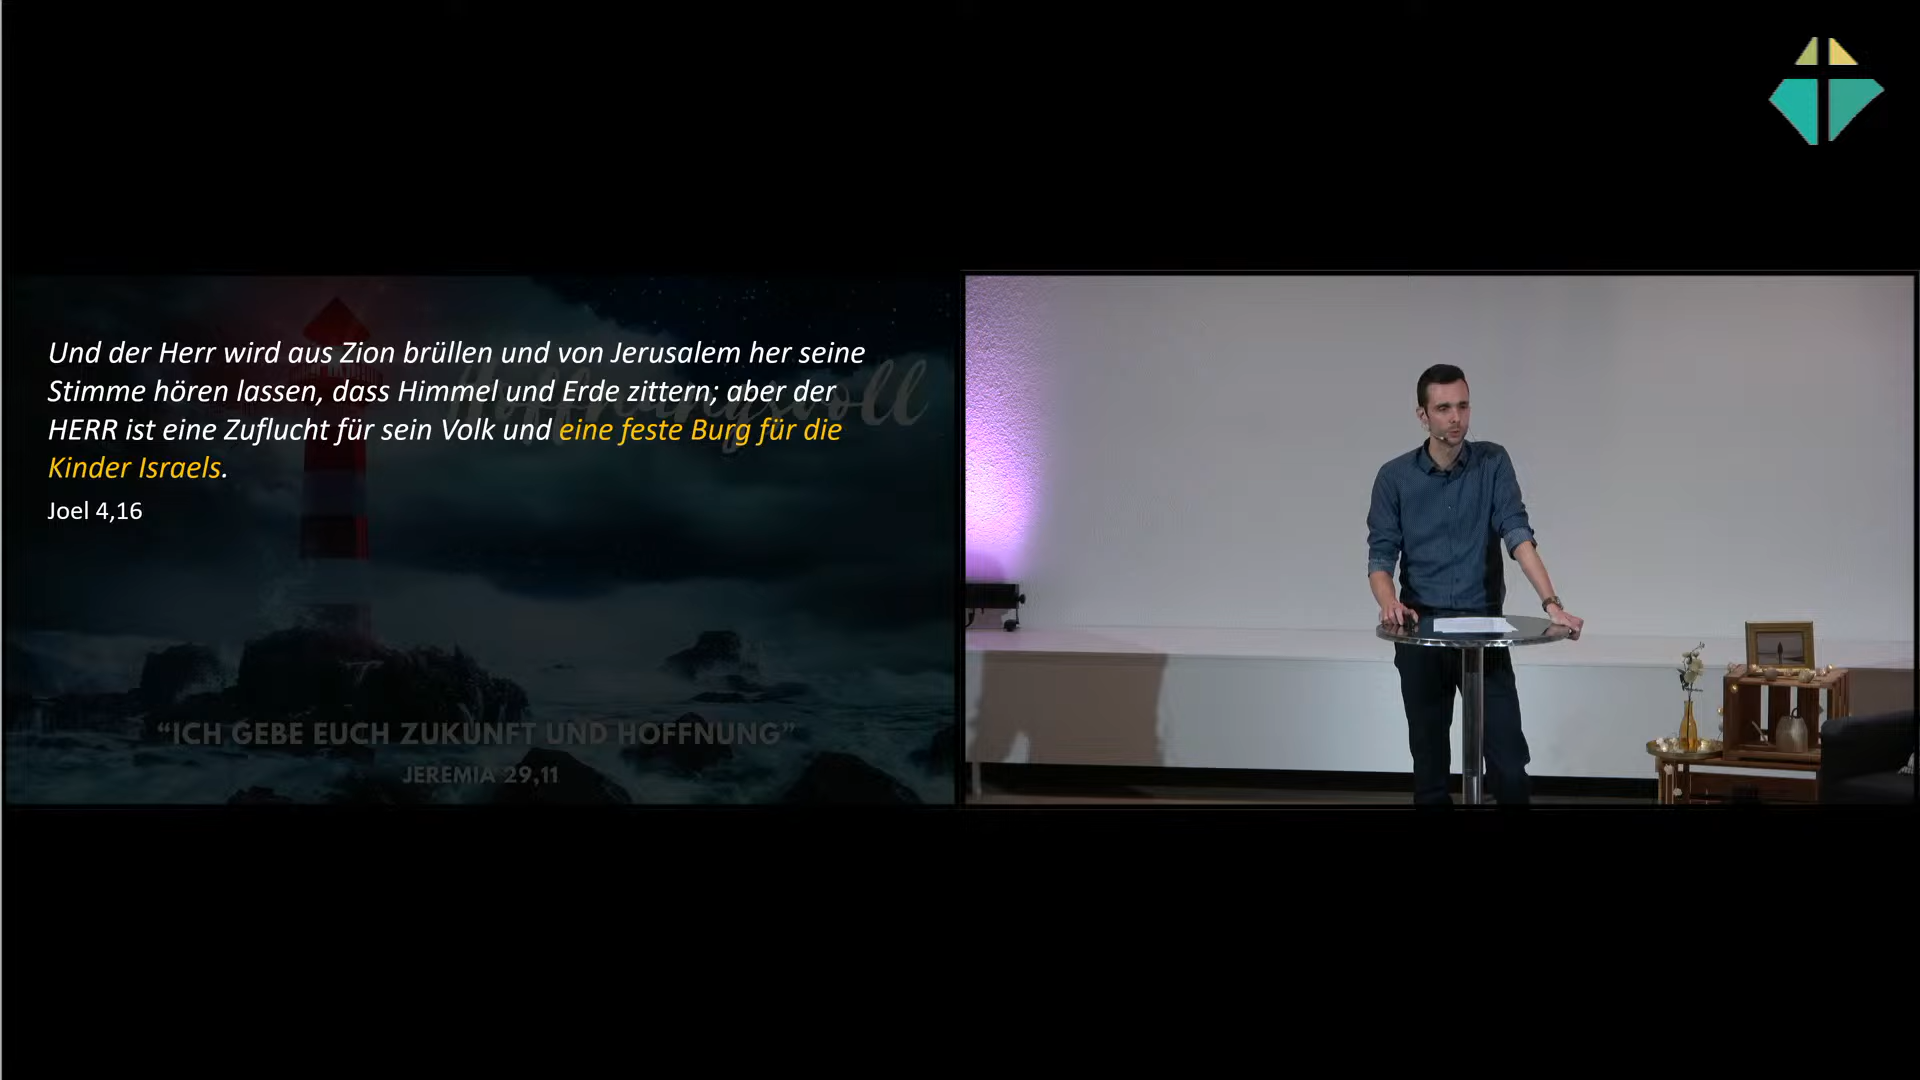 Und der Herr wird aus Zion brüllen und von Jerusalem her seine
Stimme hören lassen, dass Himmel und Erde zittern; aber der
HERR ist eine Zuflucht für sein Volk und eine feste Burg für die
Kinder Israels.
Joel 4,16
Hoffnungsvoll
“ICH GEBE EUCH ZUKUNFT UND HOFFNUNG”
JEREMIA 29,11